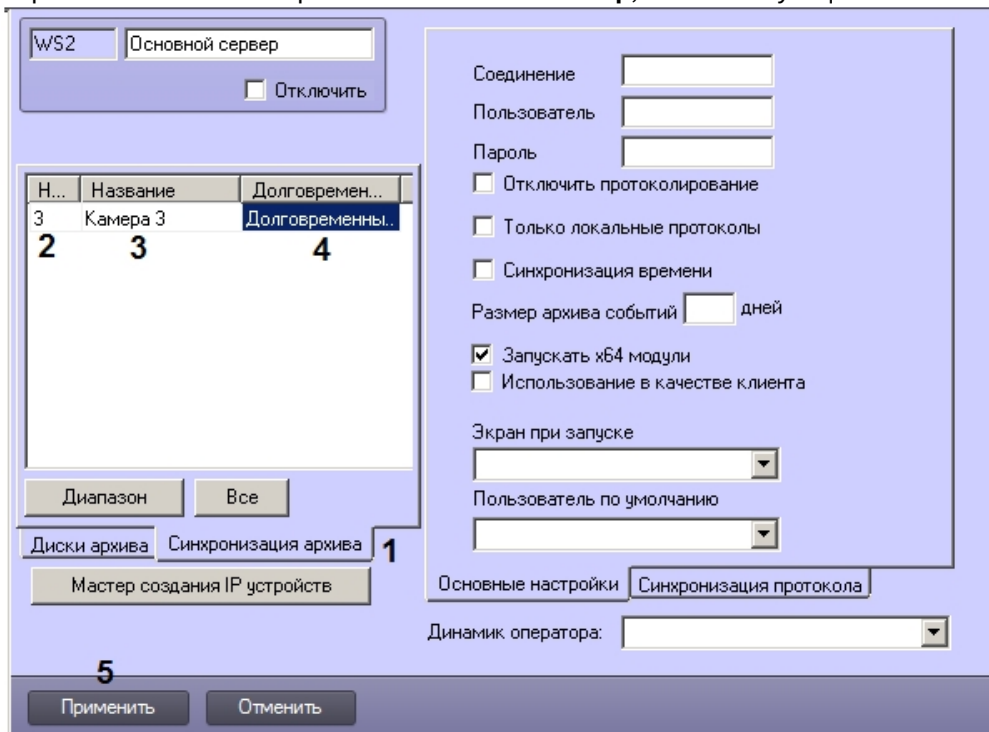 WS2
Основной сервер
Отключить
Н... Название Долговремен...
3 Камера 3 Долговременны..
2 3 4
Диапазон Все
Диски архива Синхронизация архива 1
Мастер создания IP устройств
Соединение
Пользователь
Пароль
Отключить протоколирование
Только локальные протоколы
Синхронизация времени
Размер архива событий дней
Запускать x64 модули
Использование в качестве клиента
Экран при запуске
Пользователь по умолчанию
Основные настройки Синхронизация протокола
Динамик оператора:
5
Применить Отменить